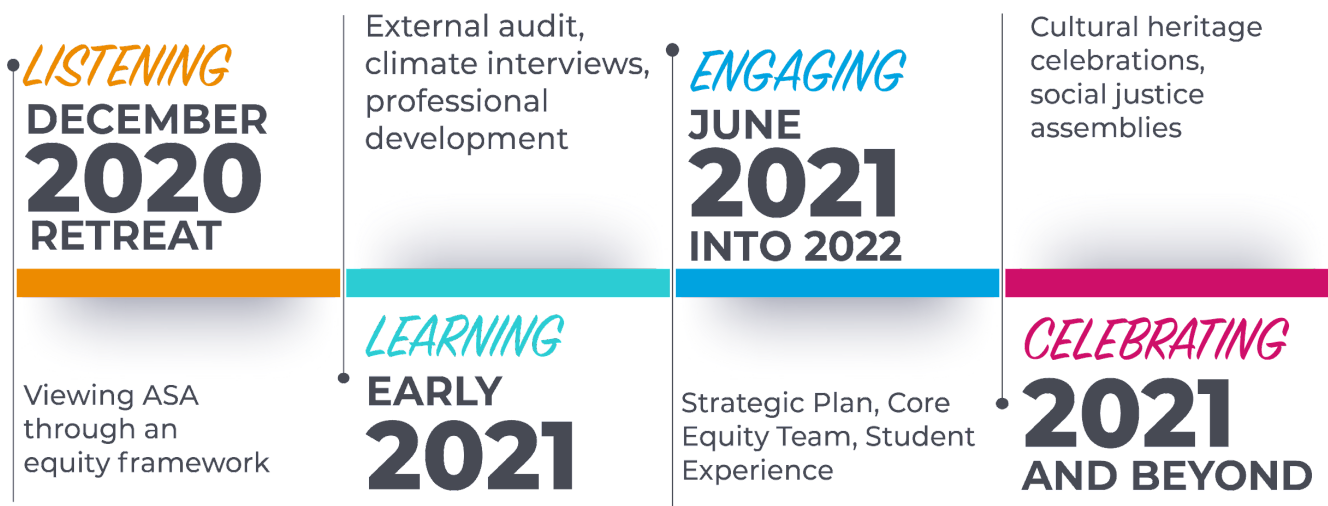 LISTENING
DECEMBER
2020
RETREAT
Viewing ASA
through an
equity framework
External audit,
climate interviews,
professional
development
LEARNING
EARLY
2021
ENGAGING
JUNE
2021
INTO 2022
Strategic Plan, Core
Equity Team, Student
Experience
Cultural heritage
celebrations,
social justice
assemblies
CELEBRATING
2021
AND BEYOND